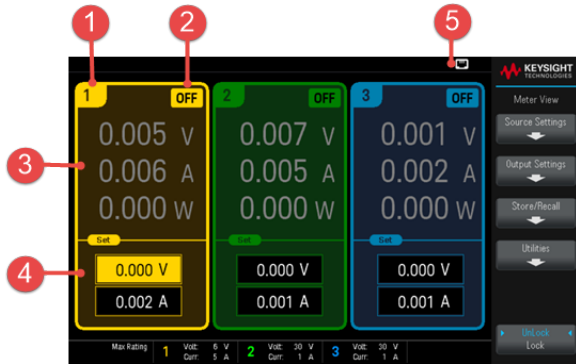 1 2 5
KEYSIGHT
TECHNOLOGIES
Meter View
1 OFF 2 OFF 3 OFF
Source Settings
0.005 V 0.007 V 0.001 V
3
0.006 A 0.005 A 0.002 A
Output Settings
0.000 W 0.000 W 0.000 W
Store/Recall
Set Set Set
Utilities
4
0.000 V 0.000 V 0.000 V
0.002 A 0.001 A 0.001 A
UnLock
Lock
Max Rating 1 Volt: 6 V 2 Volt: 30 V 3 Volt: 30 V
Curr: 5 A Curr: 1 A Curr: 1 A